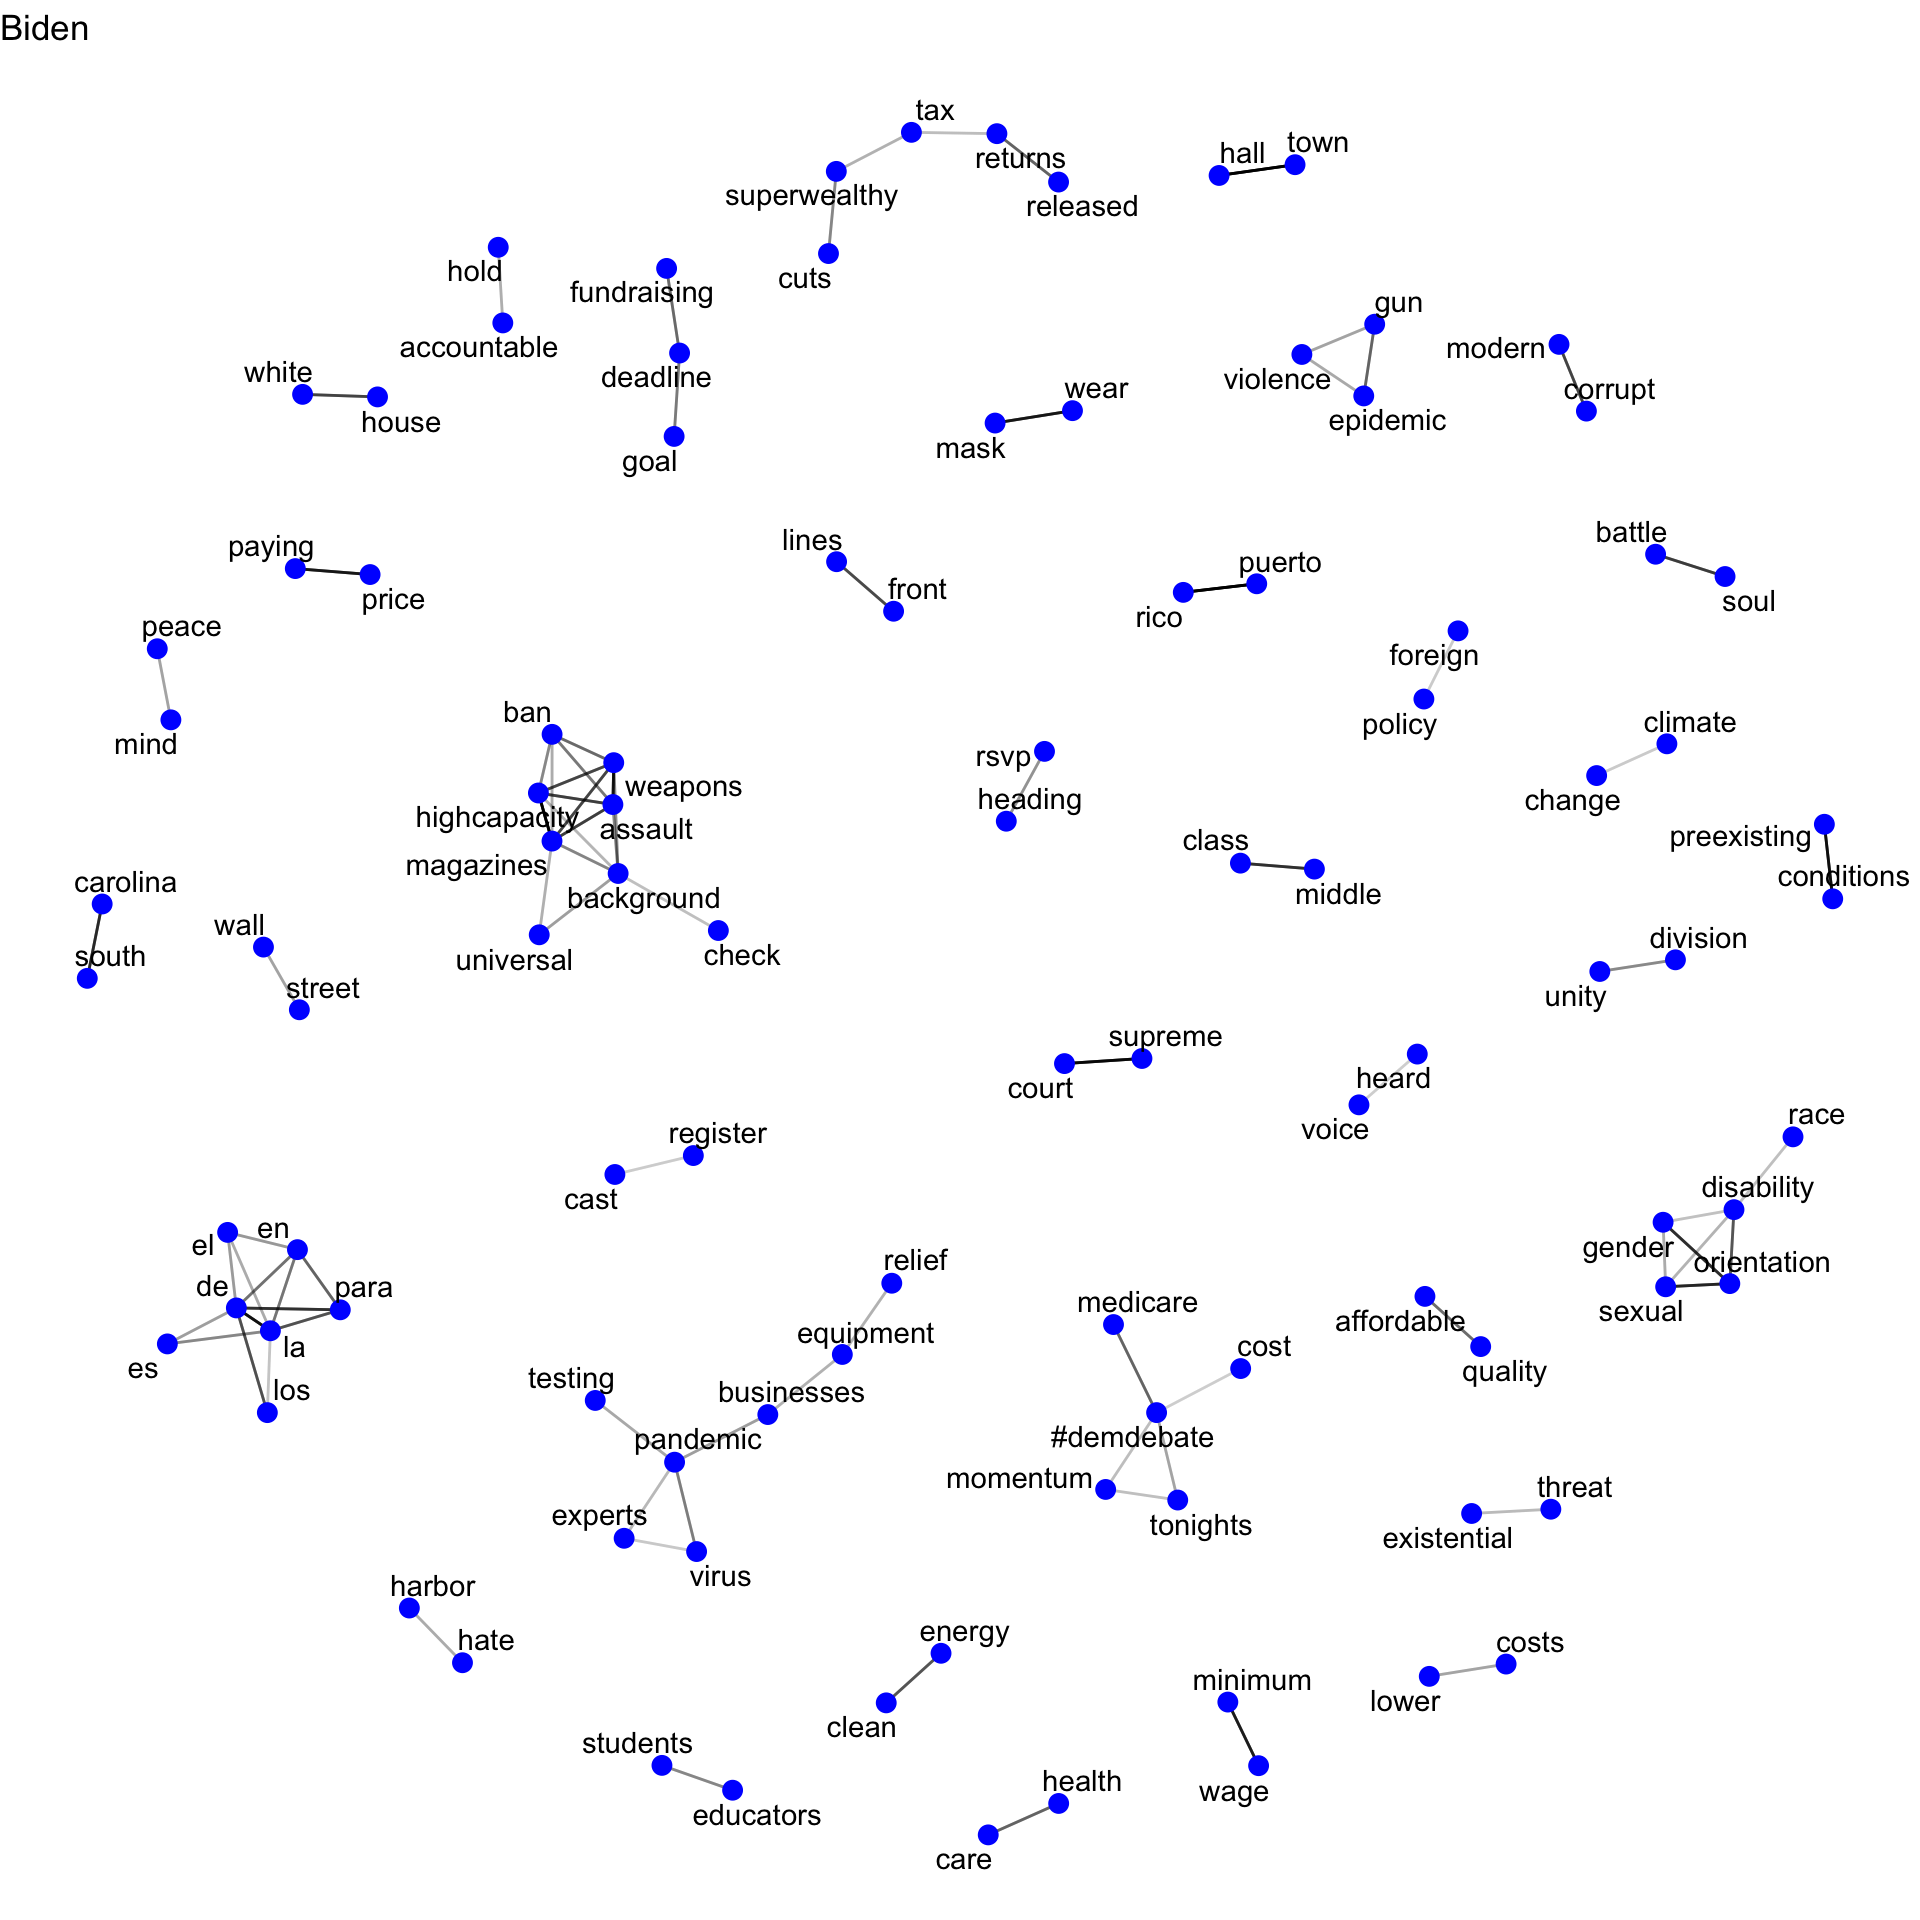 Biden
tax
returns
superwealthy
released
cuts
hall
town
hold
accountable
fundraising
deadline
goal
white
house
gun
violence
epidemic
modern
corrupt
wear
mask
paying
price
lines
front
puerto
rico
battle
soul
peace
mind
foreign
policy
ban
weapons
highcapacity
assault
magazines
background
universal
check
rsvp
heading
climate
change
class
middle
preexisting
conditions
carolina
south
wall
street
division
unity
supreme
court
heard
voice
register
cast
race
disability
gender
orientation
sexual
el
en
de
para
la
es
los
relief
equipment
businesses
testing
pandemic
experts
virus
medicare
cost
#demdebate
momentum
tonights
affordable
quality
threat
existential
harbor
hate
energy
clean
minimum
wage
costs
lower
students
educators
health
care